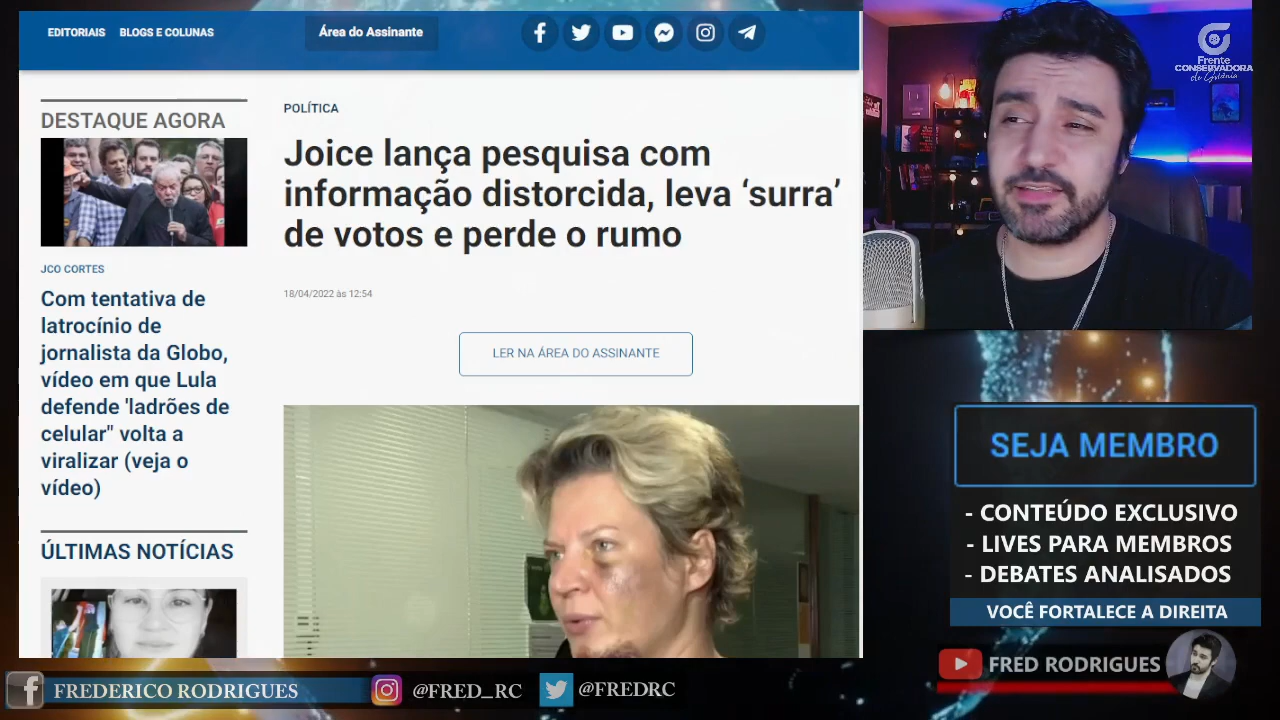 EDITORIAIS BLOGS E COLUNAS
Área do Assinante
DESTAQUE AGORA
JCO CORTES
Com tentativa de
latrocínio de
jornalista da Globo,
vídeo em que Lula
defende 'ladrões de
celular" volta a
viralizar (veja o
vídeo)
ÚLTIMAS NOTÍCIAS
POLÍTICA
Joice lança pesquisa com
informação distorcida, leva ‘surra’
de votos e perde o rumo
18/04/2022 às 12:54
LER NA ÁREA DO ASSINANTE
Frente
CONSERVADORA
de Goiânia
SEJA MEMBRO
- CONTEÚDO EXCLUSIVO
- LIVES PARA MEMBROS
- DEBATES ANALISADOS
VOCÊ FORTALECE A DIREITA
FRED RODRIGUES
FREDERICO RODRIGUES
@FRED_RC
@FREDRC